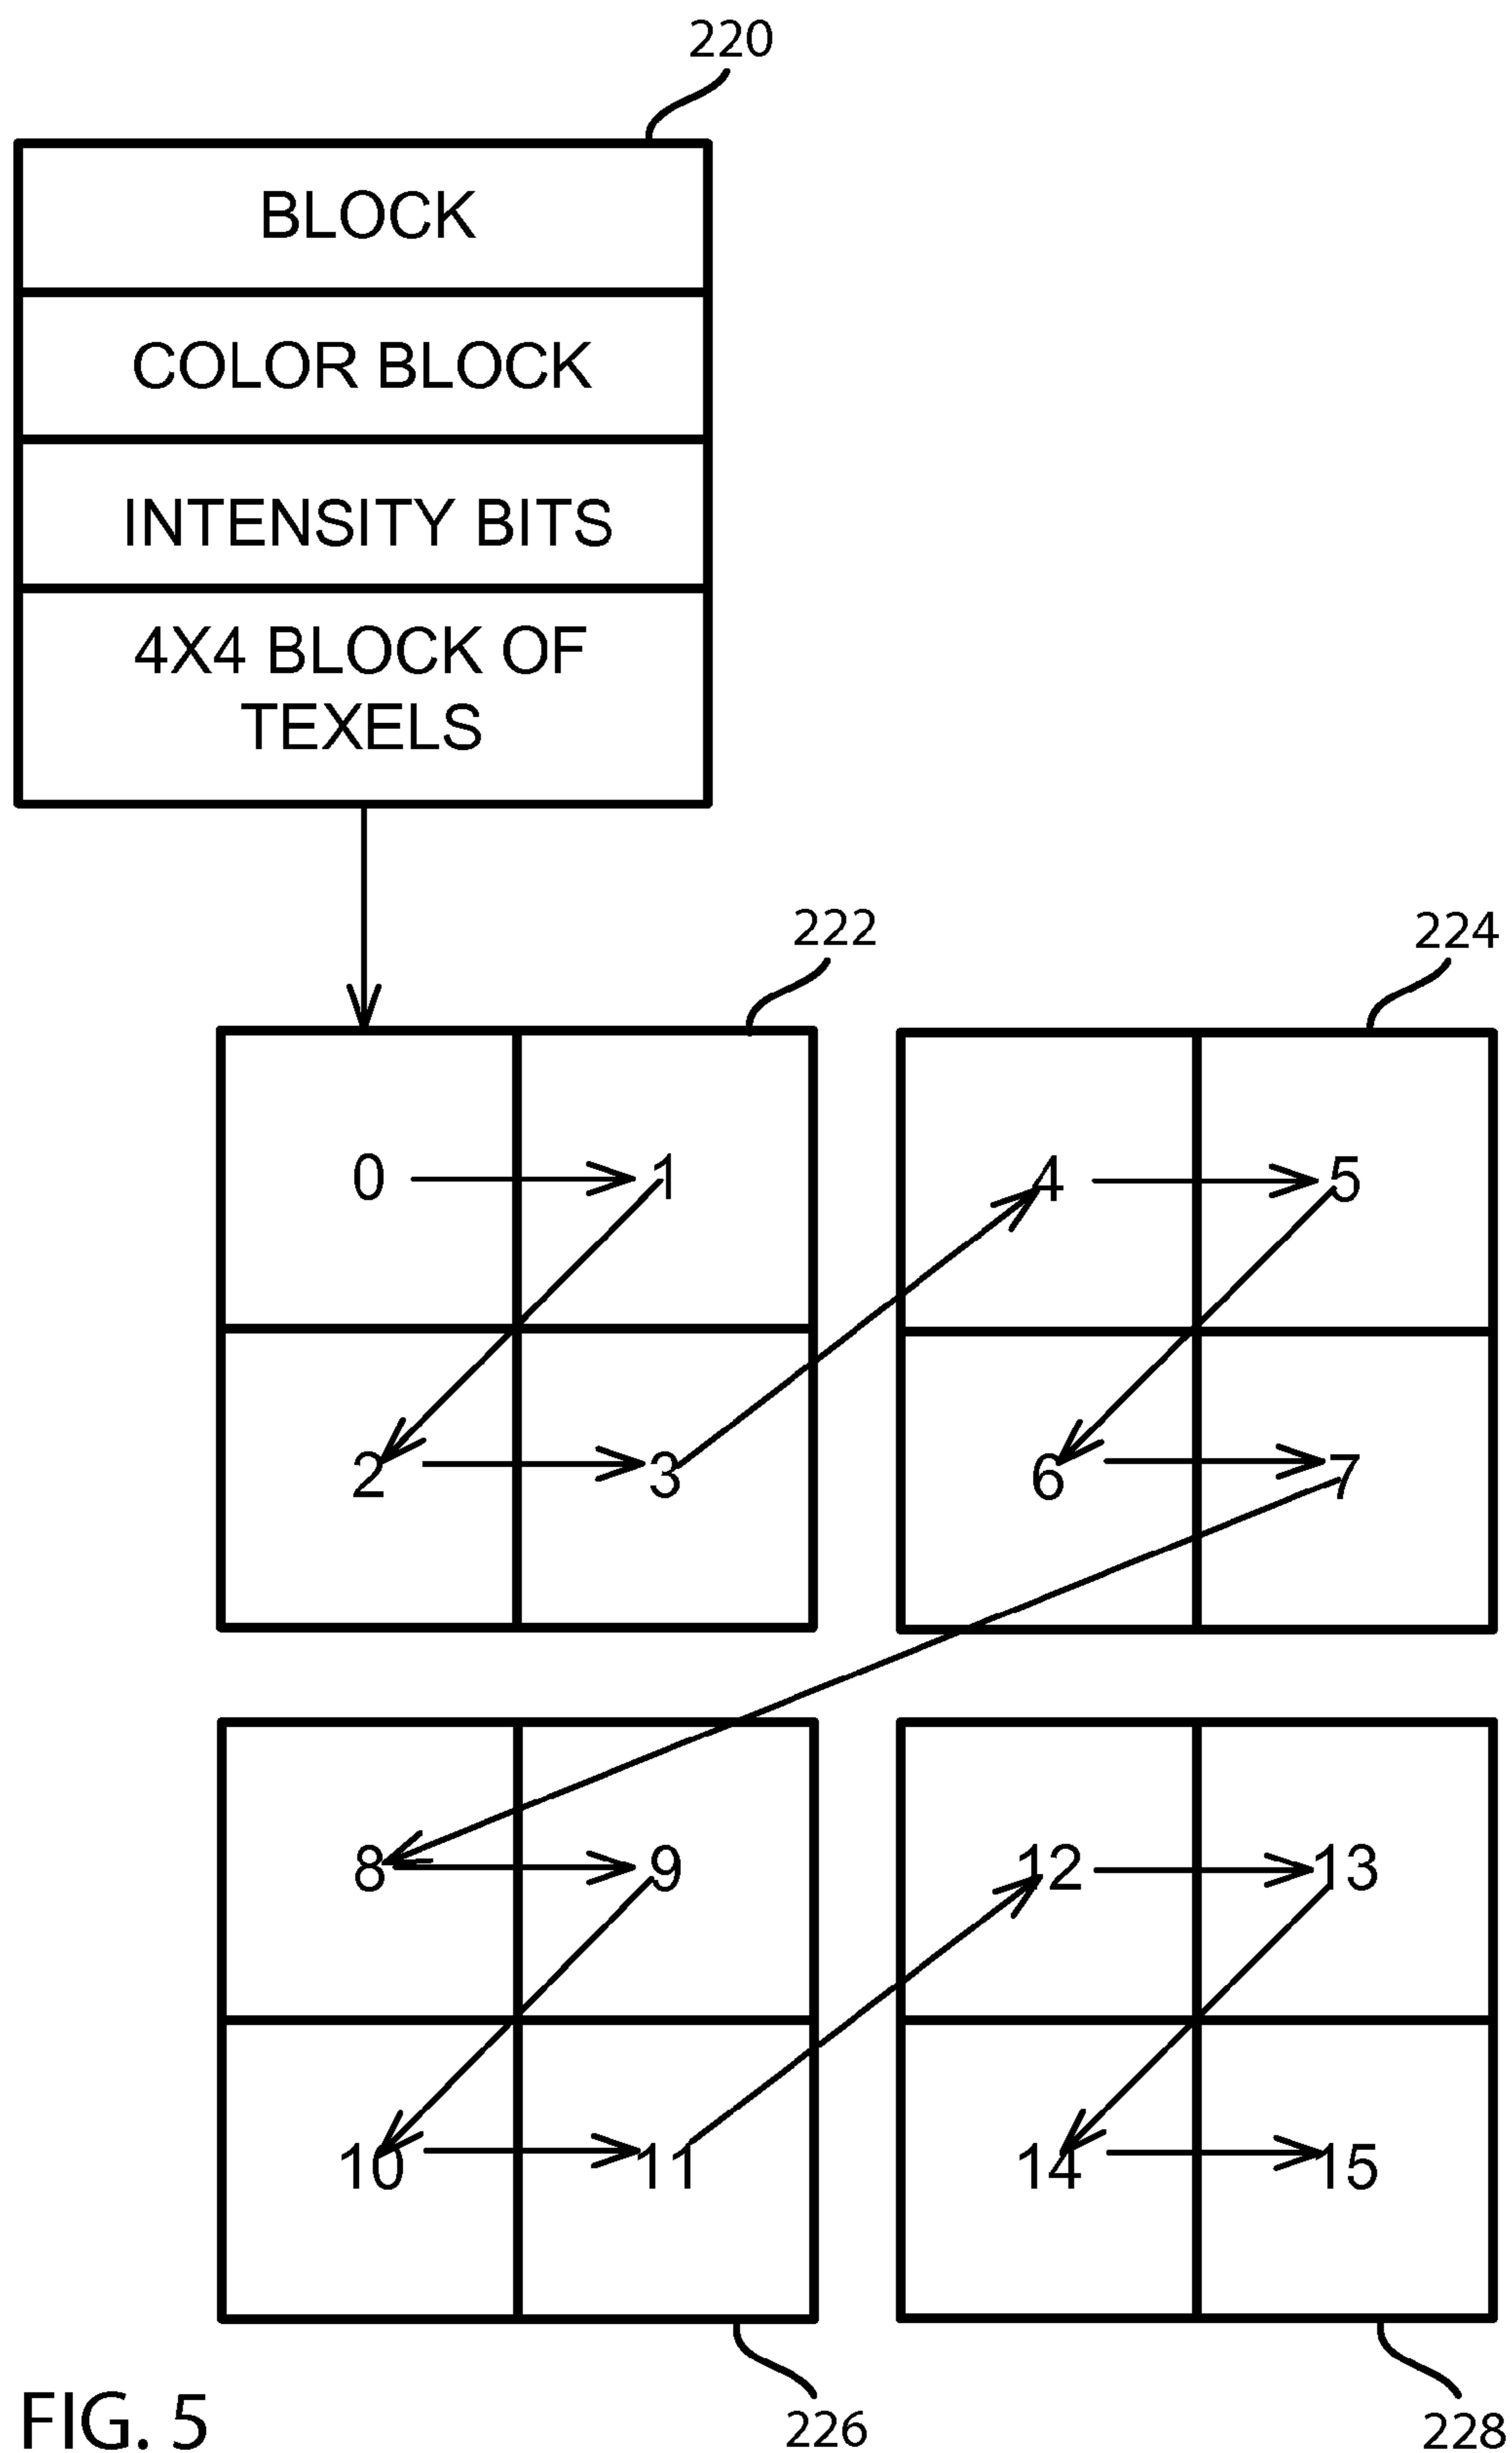 220
BLOCK
COLOR BLOCK
INTENSITY BITS
4X4 BLOCK OF
TEXELS
222
224
0 1 4 5
2 3 6 7
8 9 12 13
10 11 14 15
226
228
FIG. 5